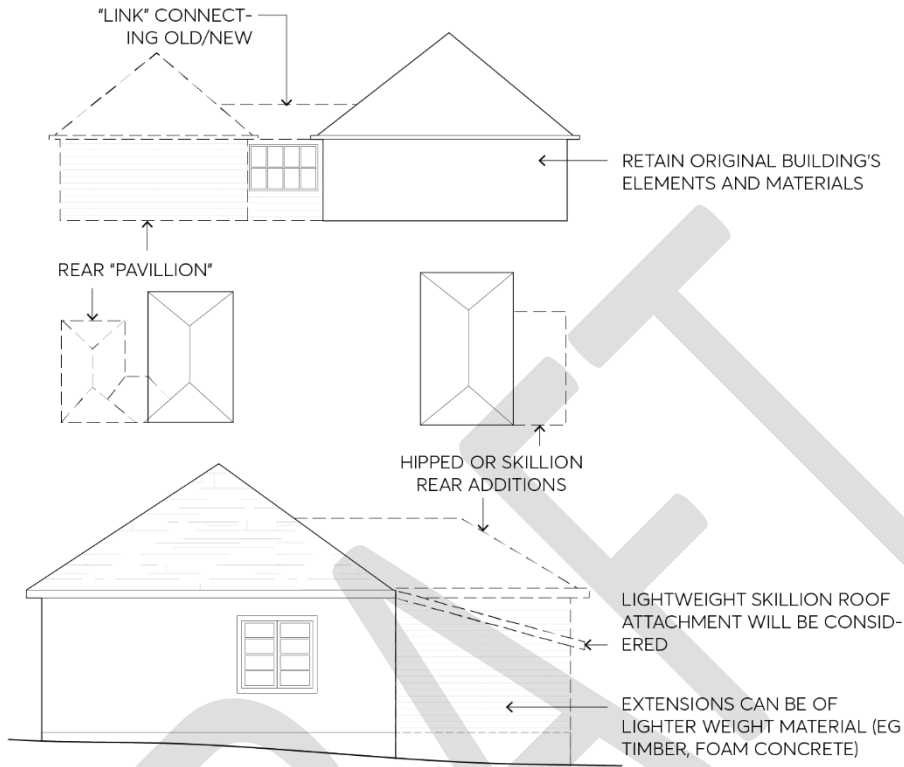 "LINK" CONNECT-
ING OLD/NEW
RETAIN ORIGINAL BUILDING'S
ELEMENTS AND MATERIALS
REAR "PAVILLION"
HIPPED OR SKILLION
REAR ADDITIONS
LIGHTWEIGHT SKILLION ROOF
ATTACHMENT WILL BE CONSID-
ERED
EXTENSIONS CAN BE OF
LIGHTER WEIGHT MATERIAL (EG
TIMBER, FOAM CONCRETE)
DRAFT